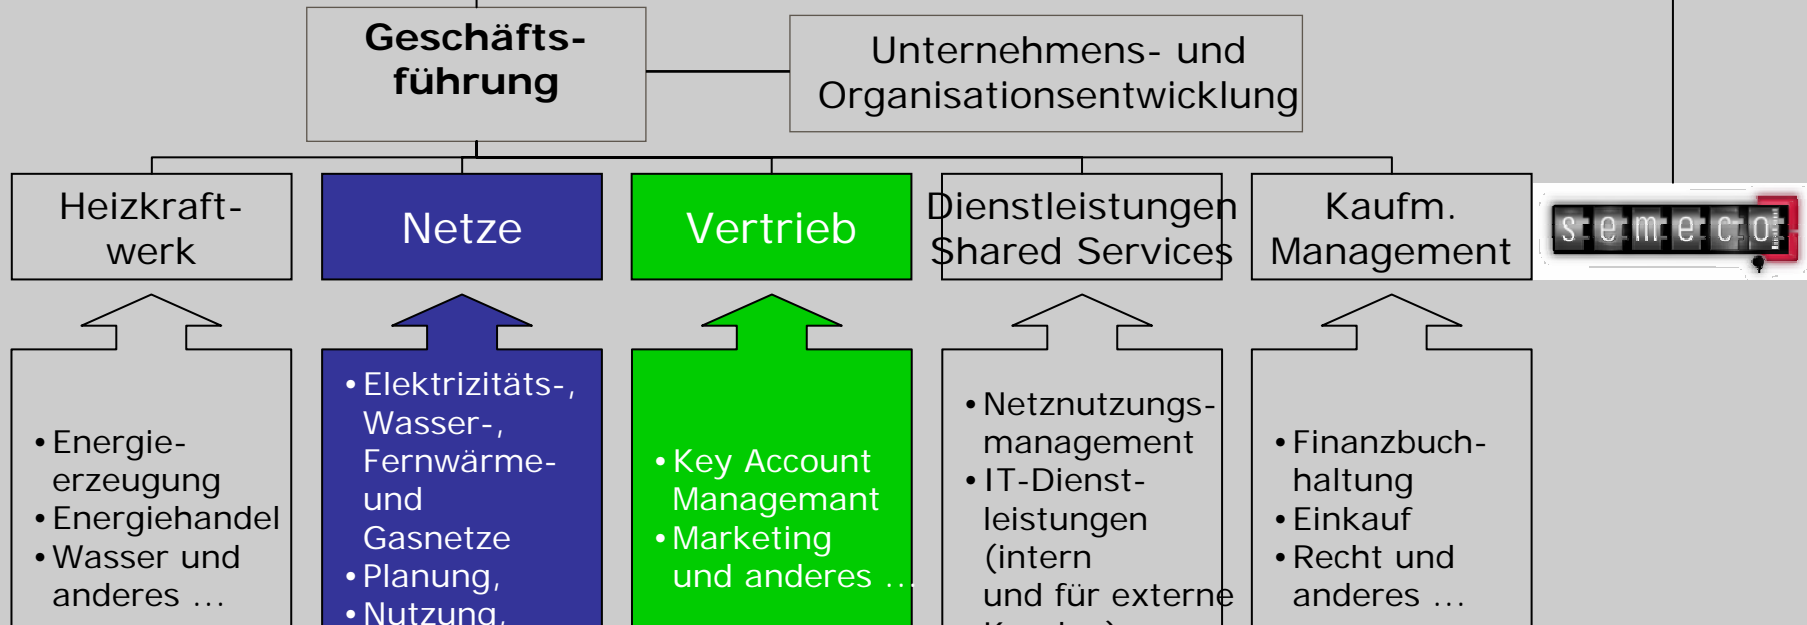 Geschäfts-
führung
Unternehmens- und
Organisationsentwicklung
Heizkraft-
werk
Netze
Vertrieb
Dienstleistungen
Shared Services
Kaufm.
Management
semeco
• Energie-
erzeugung
• Energiehandel
• Wasser und
anderes ...
• Elektrizitäts-,
Wasser-,
Fernwärme-
und
Gasnetze
• Planung,
• Nutzung,
• Key Account
Managemant
• Marketing
und anderes ...
• Netznutzungs-
management
• IT-Dienst-
leistungen
(intern
und für externe
• Finanzbuch-
haltung
• Einkauf
• Recht und
anderes ...